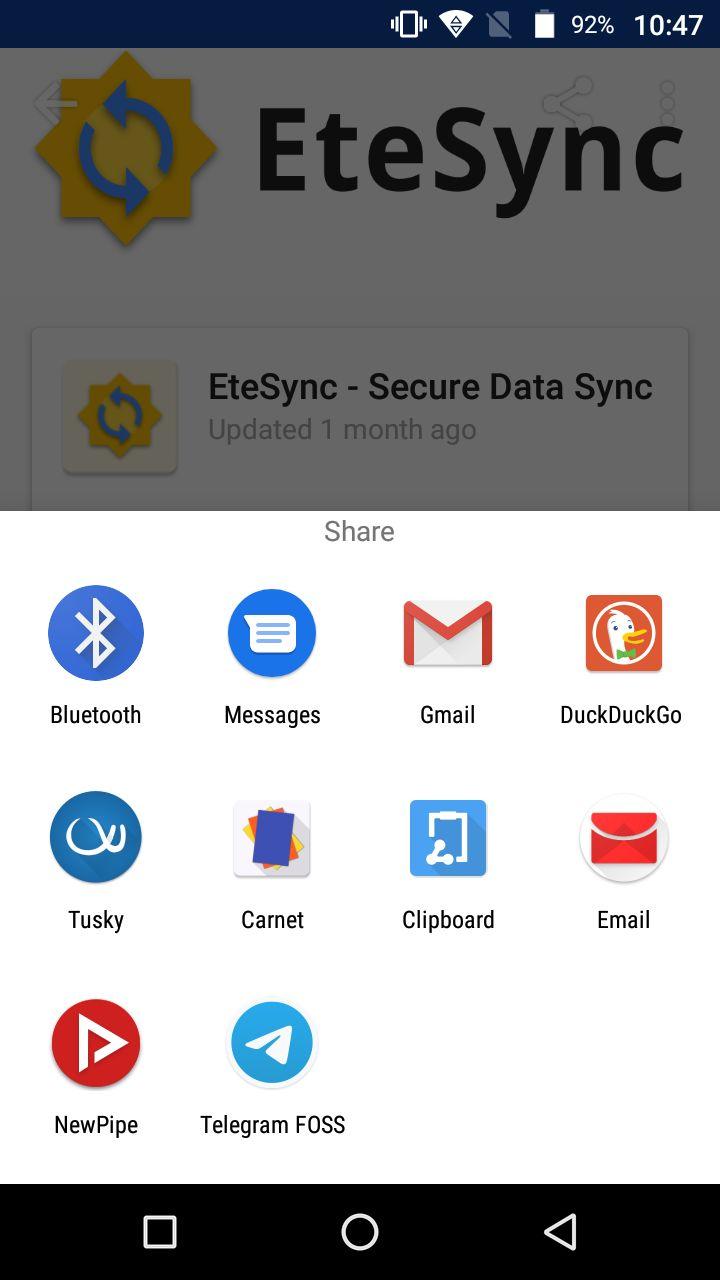 92% 10:47
EteSync
EteSync - Secure Data Sync
Updated 1 month ago
Share
Bluetooth Messages Gmail DuckDuckGo
Tusky Carnet Clipboard Email
NewPipe Telegram FOSS